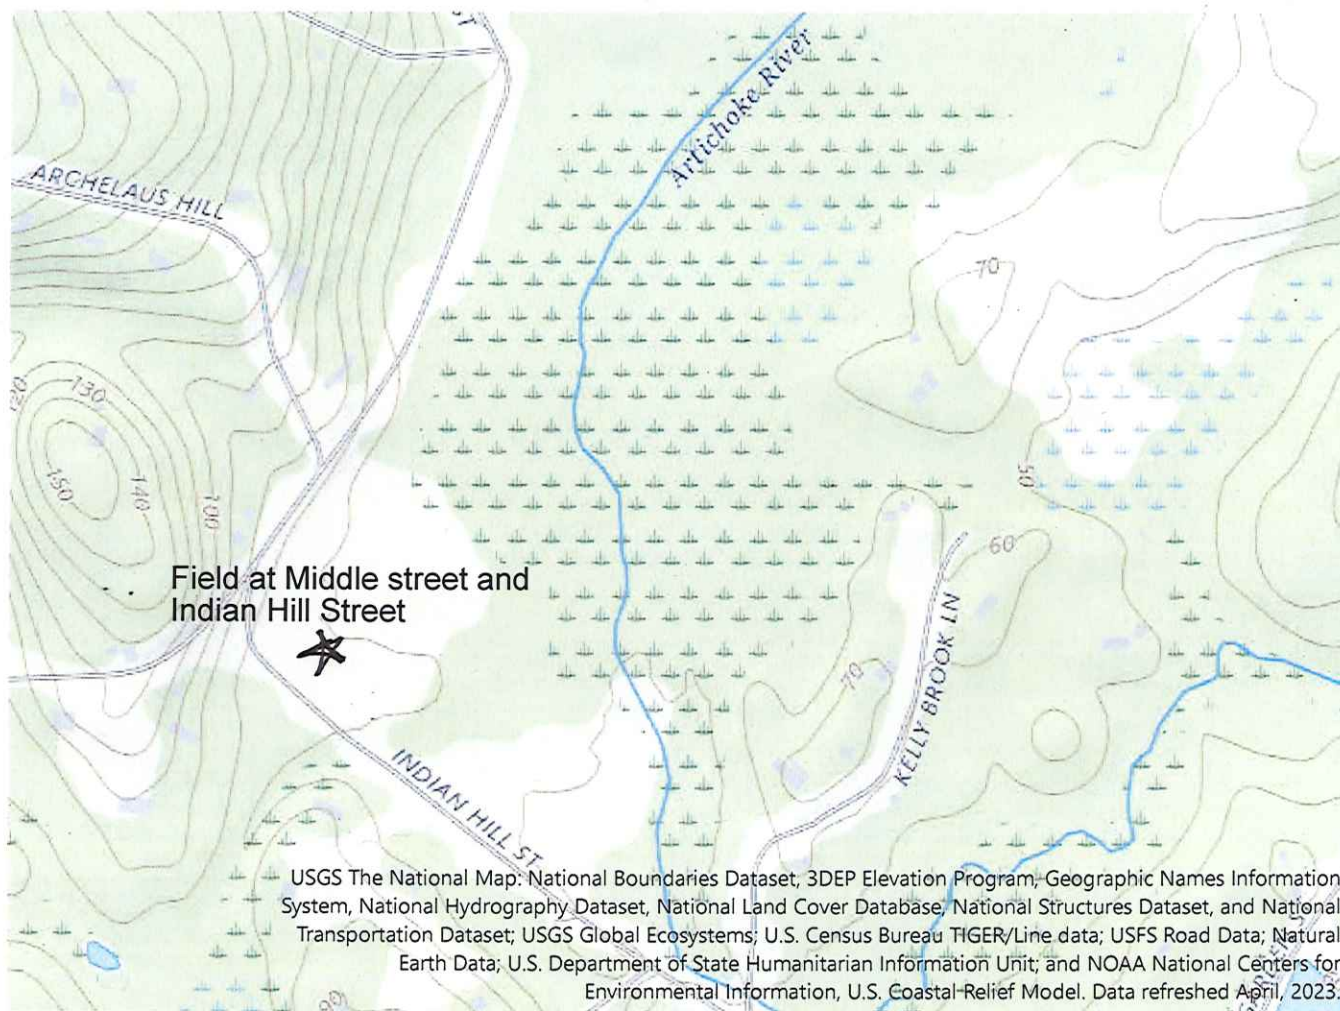 ST
Artichoke River
ARCHELAUS HILL
70
120
130
150
140
100
50
60
Field at Middle street and
Indian Hill Street
70
KELLY BROOK LN
INDIAN HILL ST
USGS The National Map: National Boundaries Dataset, 3DEP Elevation Program, Geographic Names Information
System, National Hydrography Dataset, National Land Cover Database, National Structures Dataset, and National
Transportation Dataset; USGS Global Ecosystems; U.S. Census Bureau TIGER/Line data; USFS Road Data; Natural
Earth Data; U.S. Department of State Humanitarian Information Unit; and NOAA National Centers for
Environmental Information, U.S. Coastal Relief Model. Data refreshed April, 2023.